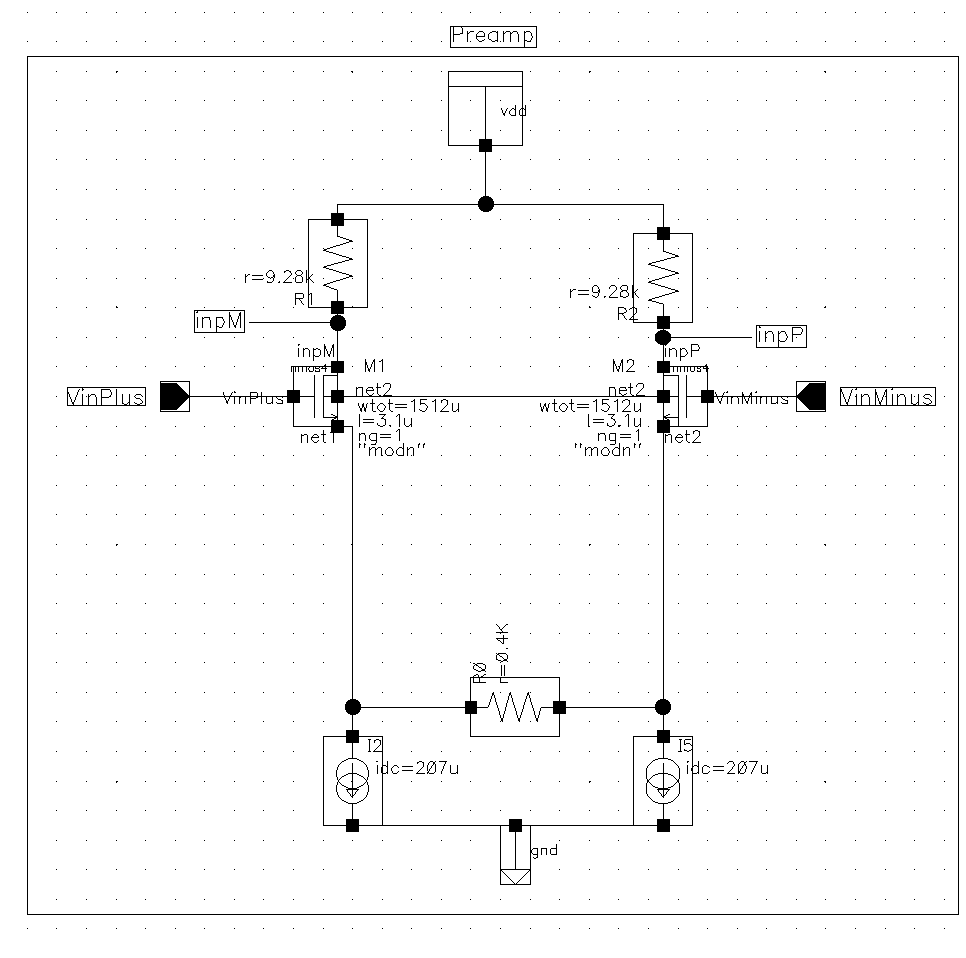 Preamp
vdd
r=9.28k
R1
r=9.28k
R2
inpM
inpP
inpM
nmos4
M1
M2
inpP
nmos4
VinPlus
VinPlus
net2
net2
VinMinus
VinMinus
wtot=1512u
l=3.1u
ng=1
"modn"
wtot=1512u
l=3.1u
ng=1
"modn"
net1
net2
R0
r=0.4K
I2
idc=207u
I5
idc=207u
gnd